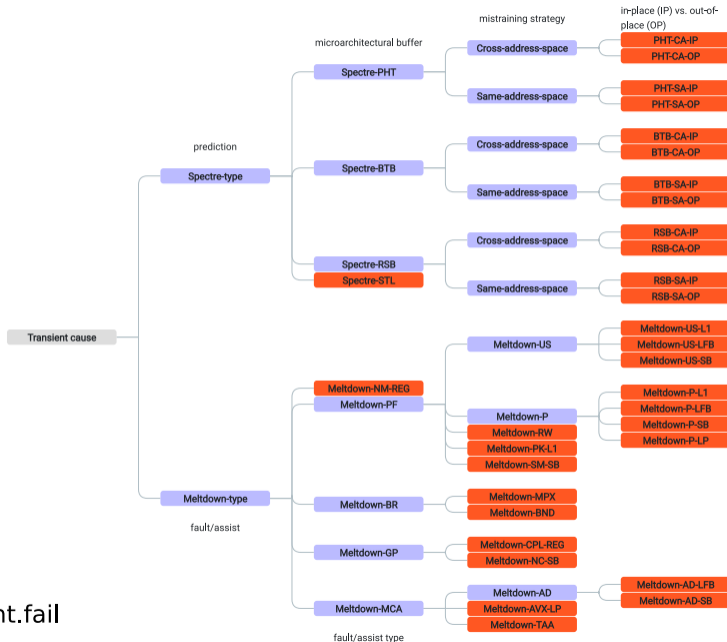 in-place (IP) vs. out-of-
place (OP)
mistraining strategy
microarchitectural buffer
prediction
PHT-CA-IP
Cross-address-space
PHT-CA-OP
Spectre-PHT
PHT-SA-IP
Same-address-space
PHT-SA-OP
BTB-CA-IP
Cross-address-space
BTB-CA-OP
Spectre-type
Spectre-BTB
BTB-SA-IP
Same-address-space
BTB-SA-OP
RSB-CA-IP
Cross-address-space
RSB-CA-OP
Spectre-RSB
Spectre-STL
RSB-SA-IP
Same-address-space
RSB-SA-OP
Transient cause
Meltdown-US-L1
Meltdown-US
Meltdown-US-LFB
Meltdown-US-SB
Meltdown-NM-REG
Meltdown-PF
Meltdown-P-L1
Meltdown-P
Meltdown-P-LFB
Meltdown-P-SB
Meltdown-P-LP
Meltdown-RW
Meltdown-PK-L1
Meltdown-SM-SB
Meltdown-type
fault/assist
Meltdown-BR
Meltdown-MPX
Meltdown-BND
Meltdown-GP
Meltdown-CPL-REG
Meltdown-NC-SB
Meltdown-MCA
Meltdown-AD
Meltdown-AD-LFB
Meltdown-AD-SB
Meltdown-AVX-LP
Meltdown-TAA
fault/assist type
nt.fail